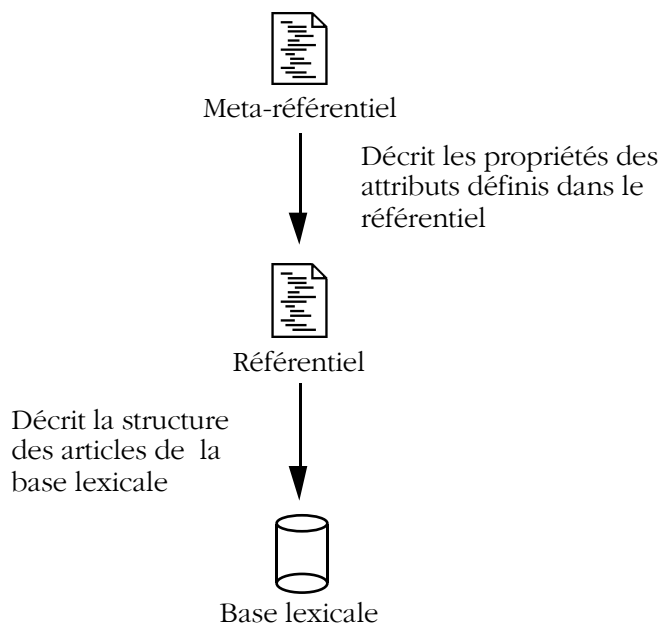 Meta-référentiel
Décrit les propriétés des
attributs définis dans le
référentiel
Référentiel
Décrit la structure
des articles de la
base lexicale
Base lexicale